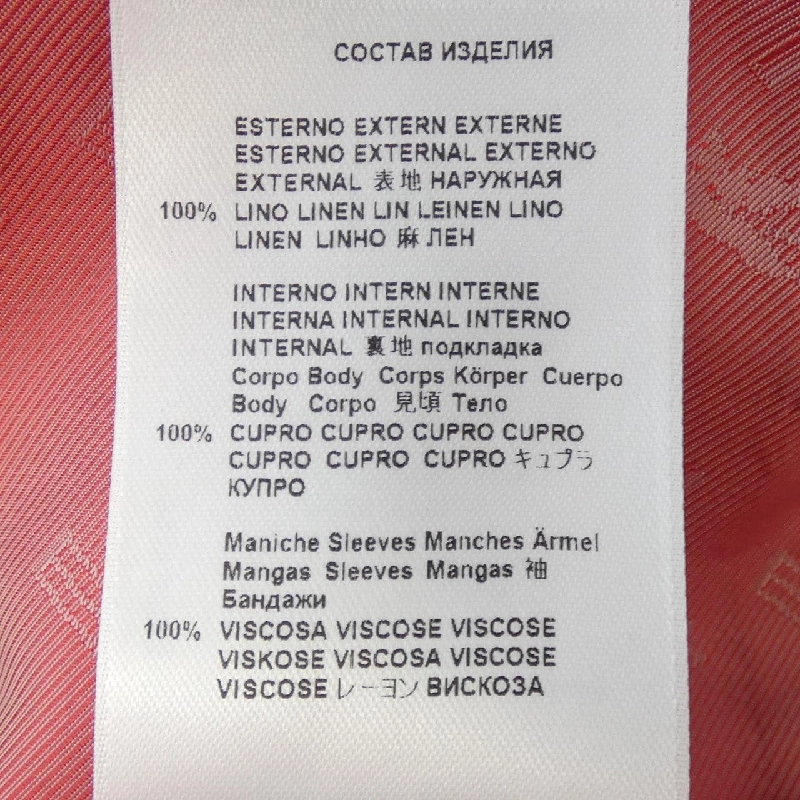 СОСТАВ ИЗДЕЛИЯ
ESTERNO EXTERN EXTERNE
ESTERNO EXTERNAL EXTERNO
EXTERNAL 表地 НАРУЖНАЯ
100% LINO LINEN LIN LEINEN LINO
LINEN LINHO 麻 ЛЕН
INTERNO INTERN INTERNE
INTERNA INTERNAL INTERNO
INTERNAL 裏地 подкладка
Corpo Body Corps Körper Cuerpo
Body Corpo 見頃 Тело
100% CUPRO CUPRO CUPRO CUPRO
CUPRO CUPRO CUPRO キュプラ
КУПРО
Maniche Sleeves Manches Ärmel
Mangas Sleeves Mangas 袖
Бандажи
100% VISCOSA VISCOSE VISCOSE
VISKOSE VISCOSA VISCOSE
VISCOSE レーヨン ВИСКОЗА